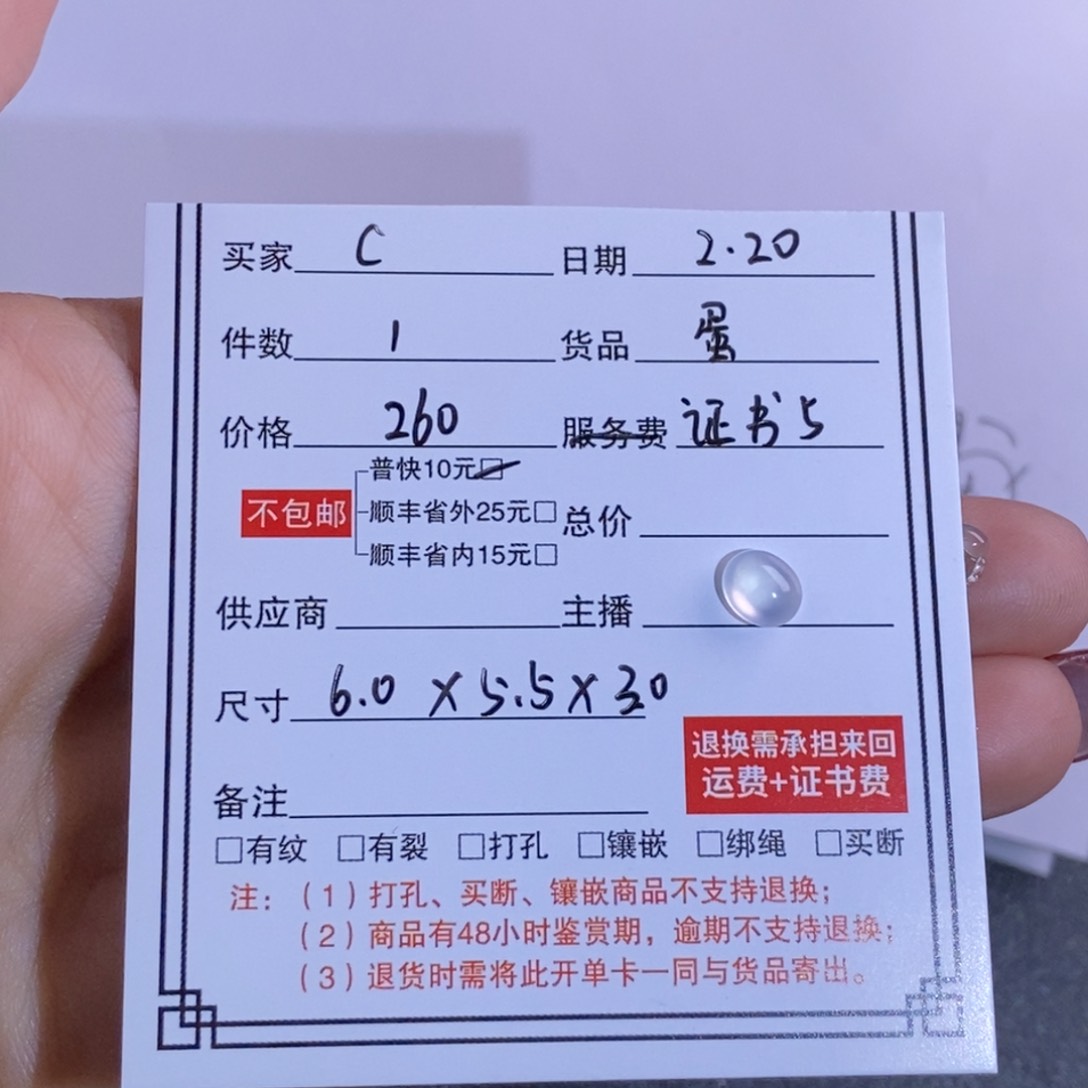 买家 C 日期 2.20
件数 1 货品 蛋
价格 260 服务费 证书5
普快10元☐
不包邮 顺丰省外25元☐ 总价
顺丰省内15元☐
供应商 主播
尺寸 6.0 X 5.5 X 30
退换需承担来回
运费+证书费
备注
☐有纹 ☐有裂 ☐打孔 ☐镶嵌 ☐绑绳 ☐买断
注：（1）打孔、买断、镶嵌商品不支持退换；
（2）商品有48小时鉴赏期，逾期不支持退换；
（3）退货时需将此开单卡一同与货品寄出。